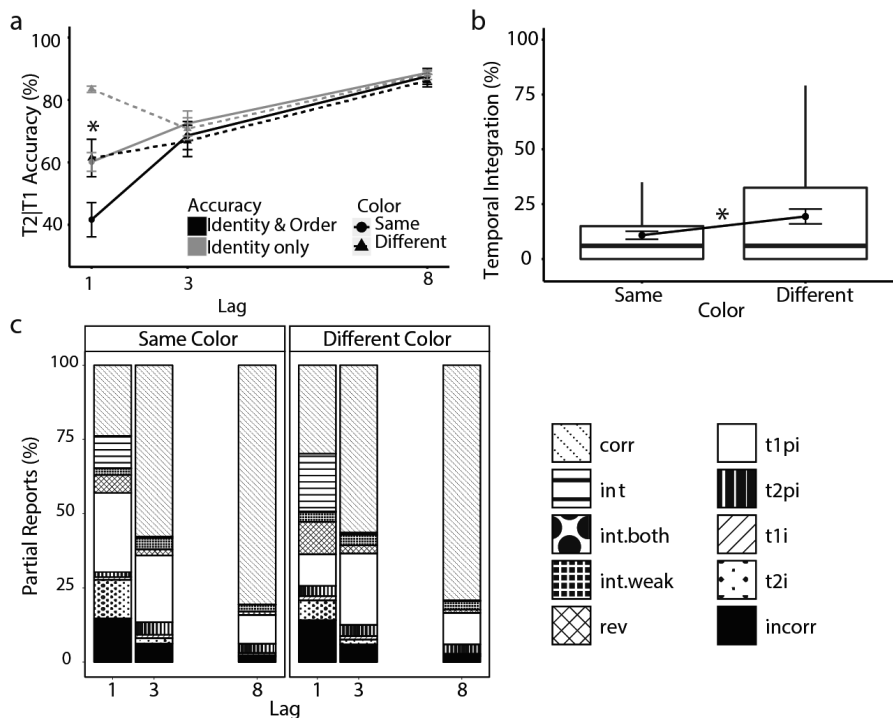 a
T2|T1 Accuracy (%)
100
80
60
40
*
Accuracy
Identity & Order
Identity only
Color
Same
Different
1
3
8
Lag
b
Temporal Integration (%)
100
75
50
25
0
*
Same
Different
Color
c
Same Color
Different Color
Partial Reports (%)
100
75
50
25
0
1
3
8
1
3
8
Lag
corr
int
int.both
int.weak
rev
t1pi
t2pi
t1i
t2i
incorr